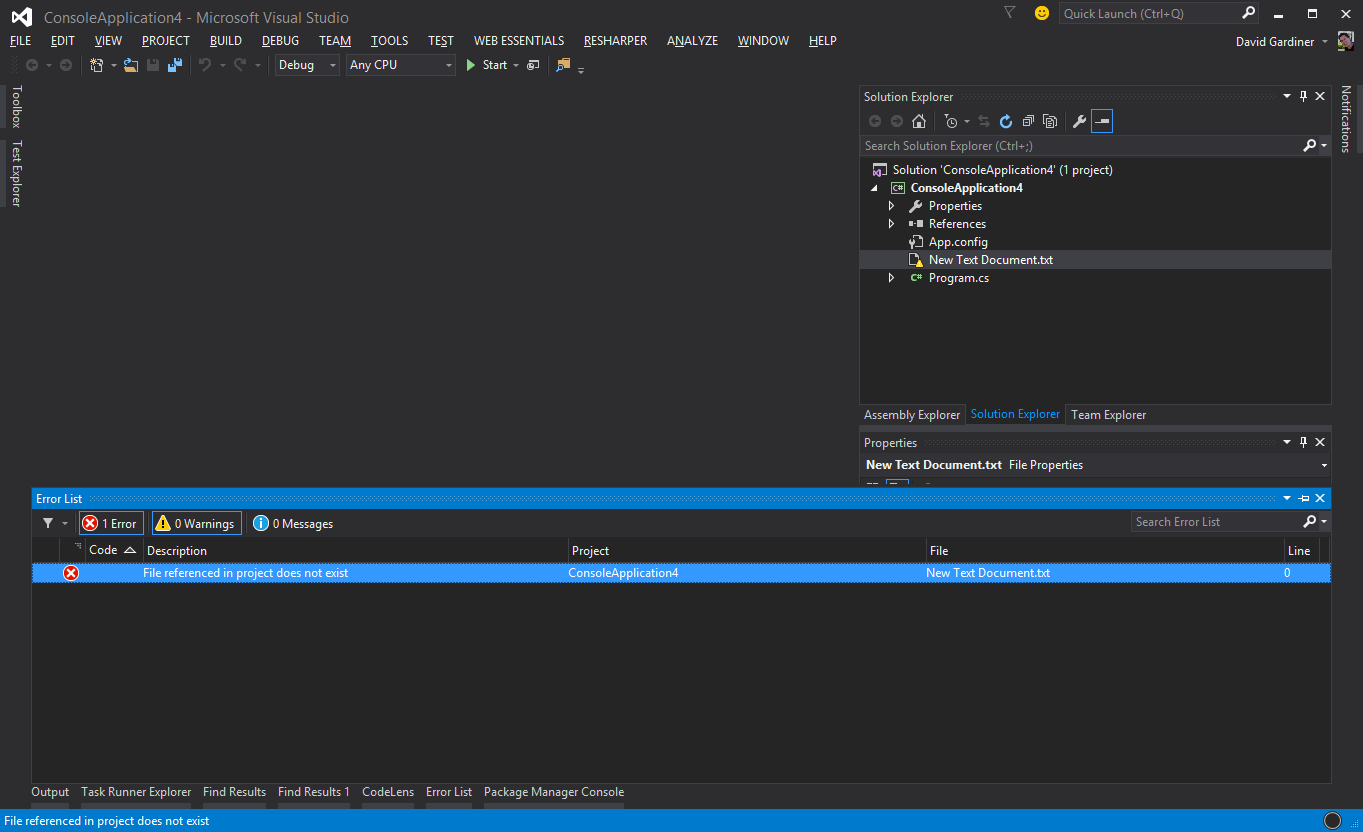 ConsoleApplication4 - Microsoft Visual Studio
Quick Launch (Ctrl+Q)
FILE EDIT VIEW PROJECT BUILD DEBUG TEAM TOOLS TEST WEB ESSENTIALS RESHARPER ANALYZE WINDOW HELP
David Gardiner
Debug Any CPU Start
Toolbox
Test Explorer
Notifications
Solution Explorer
Search Solution Explorer (Ctrl+;)
Solution 'ConsoleApplication4' (1 project)
C# ConsoleApplication4
Properties
References
App.config
New Text Document.txt
C# Program.cs
Assembly Explorer Solution Explorer Team Explorer
Properties
New Text Document.txt File Properties
Error List
1 Error 0 Warnings 0 Messages
Search Error List
Code Description Project File Line
File referenced in project does not exist ConsoleApplication4 New Text Document.txt 0
Output Task Runner Explorer Find Results Find Results 1 CodeLens Error List Package Manager Console
File referenced in project does not exist